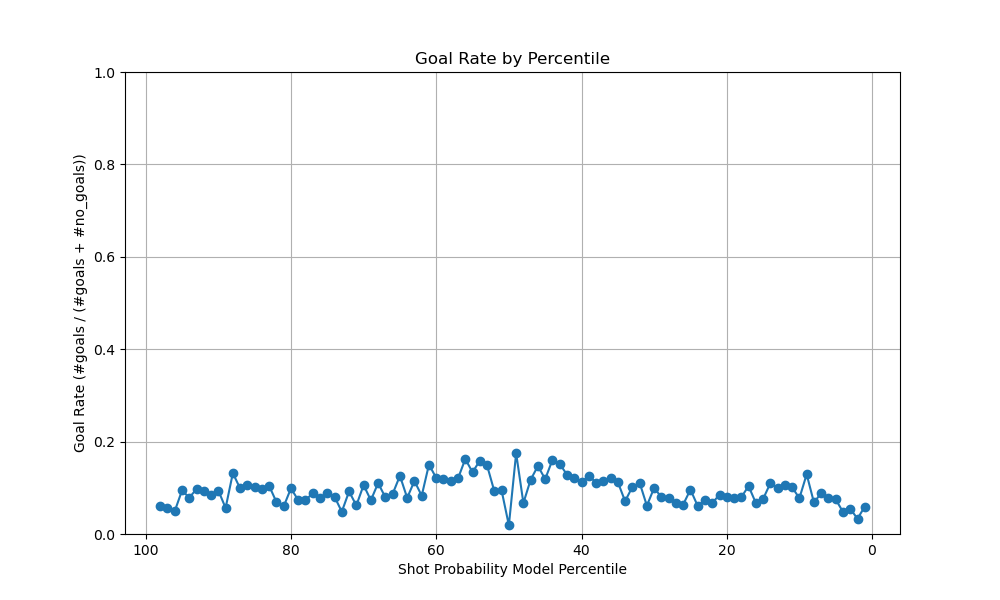 Goal Rate by Percentile
1.0
0.8
0.6
0.4
0.2
0.0
Goal Rate (#goals / (#goals + #no_goals))
100 80 60 40 20 0
Shot Probability Model Percentile